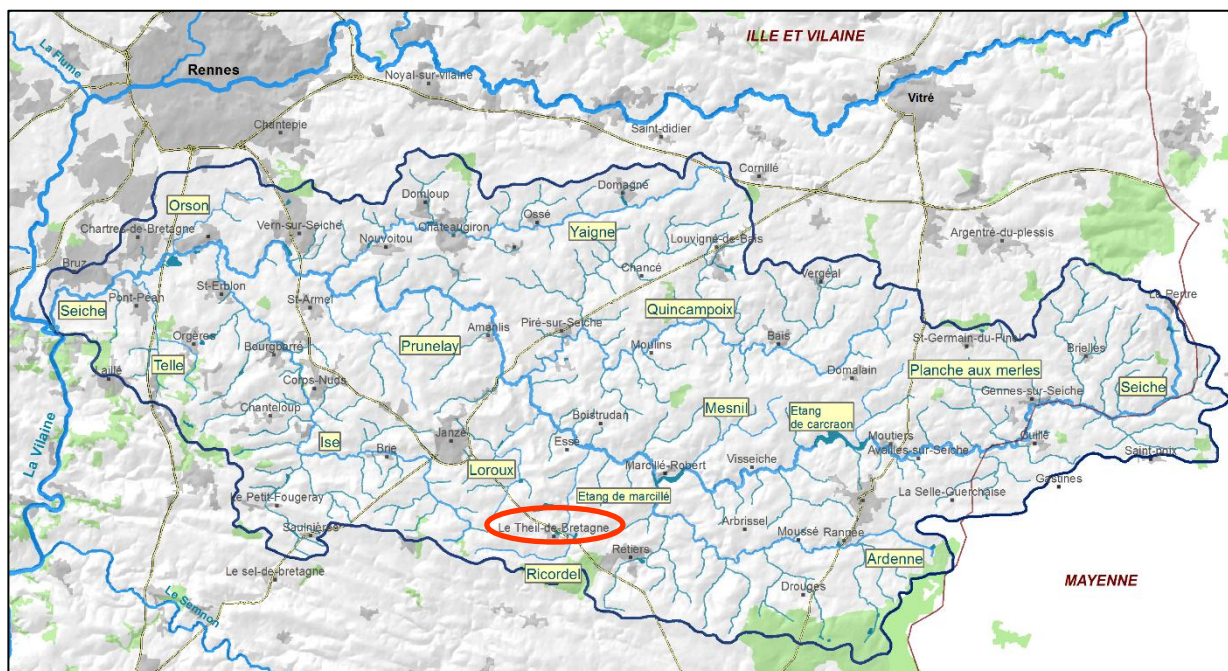 ILLE ET VILAINE
La Flume
Rennes
Noyal-sur-vilaine
Vitré
Chantepie
Saint-didier
Cornillé
Domloup
Domagné
Orson
Ossé
Chartres-de-Bretagne
Vern-sur-Seiche
Chateaugiron
Yaigne
Argentré-du-plessis
Nouvoitou
Louvigné-de-Bais
Bruz
Chancé
Vergéal
St-Erblon
Le Pertre
Pont-Péan
St-Armel
Seiche
Quincampoix
Amanlis
Piré-sur-Seiche
Orgères
Prunelay
Moulins
Bais
St-Germain-du-Pinel
Bourgbarré
Brielles
Telle
Laillé
Domalain
Planche aux merles
Corps-Nuds
Seiche
Gennes-sur-Seiche
Mesnil
Chanteloup
Boistrudan
Etang
de carcraon
Janzé
Ise
Essé
Moutiers
Cuillé
Brie
Availles-sur-Seiche
Saint-poix
La Vilaine
Loroux
Marcillé-Robert
Visseiche
Gastines
Le Petit-Fougeray
Etang de marcillé
La Selle-Guerchaise
Saulnières
Le Theil-de-Bretagne
Arbrissel
Moussé
Rannée
Retiers
Ardenne
Le sel-de-bretagne
Ricordel
Drouges
MAYENNE
Le Semnon